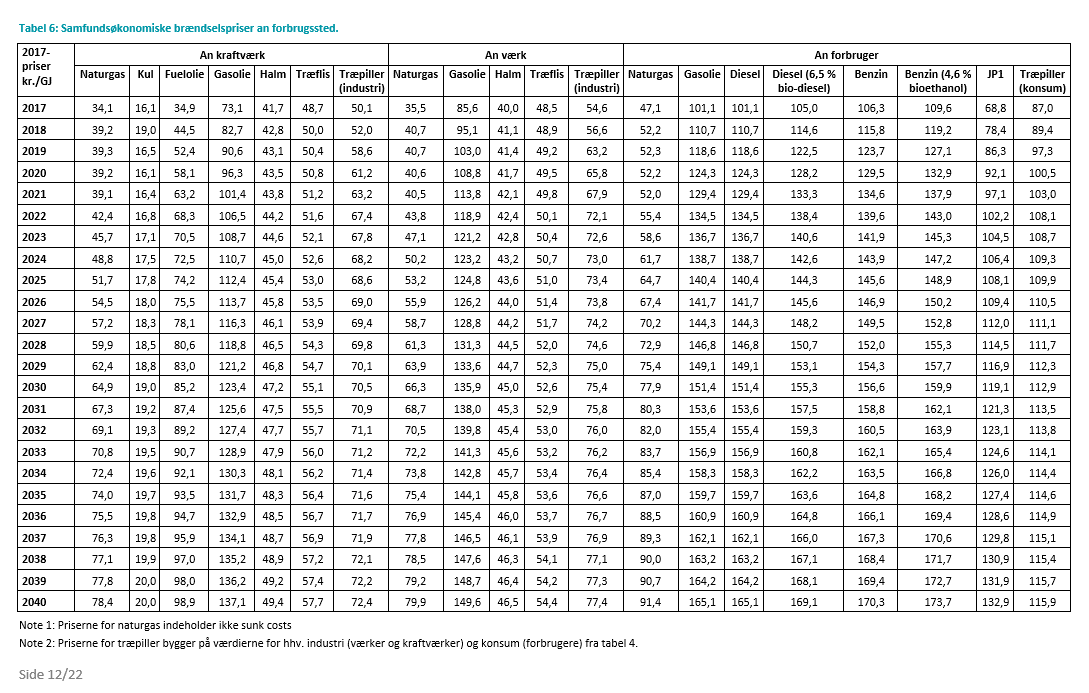 Tabel 6: Samfundsøkonomiske brændselspriser an forbrugssted.
2017-priser kr./GJ An kraftværk An værk An forbruger
Naturgas Kul Fuelolie Gasolie Halm Træflis Træpiller (industri) Naturgas Gasolie Halm Træflis Træpiller (industri) Naturgas Gasolie Diesel Diesel (6,5 % bio-diesel) Benzin Benzin (4,6 % bioethanol) JP1 Træpiller (konsum)
2017 34,1 16,1 34,9 73,1 41,7 48,7 50,1 35,5 85,6 40,0 48,5 54,6 47,1 101,1 101,1 105,0 106,3 109,6 68,8 87,0
2018 39,2 19,0 44,5 82,7 42,8 50,0 52,0 40,7 95,1 41,1 48,9 56,6 52,2 110,7 110,7 114,6 115,8 119,2 78,4 89,4
2019 39,3 16,5 52,4 90,6 43,1 50,4 58,6 40,7 103,0 41,4 49,2 63,2 52,3 118,6 118,6 122,5 123,7 127,1 86,3 97,3
2020 39,2 16,1 58,1 96,3 43,5 50,8 61,2 40,6 108,8 41,7 49,5 65,8 52,2 124,3 124,3 128,2 129,5 132,9 92,1 100,5
2021 39,1 16,4 63,2 101,4 43,8 51,2 63,2 40,5 113,8 42,1 49,8 67,9 52,0 129,4 129,4 133,3 134,6 137,9 97,1 103,0
2022 42,4 16,8 68,3 106,5 44,2 51,6 67,4 43,8 118,9 42,4 50,1 72,1 55,4 134,5 134,5 138,4 139,6 143,0 102,2 108,1
2023 45,7 17,1 70,5 108,7 44,6 52,1 67,8 47,1 121,2 42,8 50,4 72,6 58,6 136,7 136,7 140,6 141,9 145,3 104,5 108,7
2024 48,8 17,5 72,5 110,7 45,0 52,6 68,2 50,2 123,2 43,2 50,7 73,0 61,7 138,7 138,7 142,6 143,9 147,2 106,4 109,3
2025 51,7 17,8 74,2 112,4 45,4 53,0 68,6 53,2 124,8 43,6 51,0 73,4 64,7 140,4 140,4 144,3 145,6 148,9 108,1 109,9
2026 54,5 18,0 75,5 113,7 45,8 53,5 69,0 55,9 126,2 44,0 51,4 73,8 67,4 141,7 141,7 145,6 146,9 150,2 109,4 110,5
2027 57,2 18,3 78,1 116,3 46,1 53,9 69,4 58,7 128,8 44,2 51,7 74,2 70,2 144,3 144,3 148,2 149,5 152,8 112,0 111,1
2028 59,9 18,5 80,6 118,8 46,5 54,3 69,8 61,3 131,3 44,5 52,0 74,6 72,9 146,8 146,8 150,7 152,0 155,3 114,5 111,7
2029 62,4 18,8 83,0 121,2 46,8 54,7 70,1 63,9 133,6 44,7 52,3 75,0 75,4 149,1 149,1 153,1 154,3 157,7 116,9 112,3
2030 64,9 19,0 85,2 123,4 47,2 55,1 70,5 66,3 135,9 45,0 52,6 75,4 77,9 151,4 151,4 155,3 156,6 159,9 119,1 112,9
2031 67,3 19,2 87,4 125,6 47,5 55,5 70,9 68,7 138,0 45,3 52,9 75,8 80,3 153,6 153,6 157,5 158,8 162,1 121,3 113,5
2032 69,1 19,3 89,2 127,4 47,7 55,7 71,1 70,5 139,8 45,4 53,0 76,0 82,0 155,4 155,4 159,3 160,5 163,9 123,1 113,8
2033 70,8 19,5 90,7 128,9 47,9 56,0 71,2 72,2 141,3 45,6 53,2 76,2 83,7 156,9 156,9 160,8 162,1 165,4 124,6 114,1
2034 72,4 19,6 92,1 130,3 48,1 56,2 71,4 73,8 142,8 45,7 53,4 76,4 85,4 158,3 158,3 162,2 163,5 166,8 126,0 114,4
2035 74,0 19,7 93,5 131,7 48,3 56,4 71,6 75,4 144,1 45,8 53,6 76,6 87,0 159,7 159,7 163,6 164,8 168,2 127,4 114,6
2036 75,5 19,8 94,7 132,9 48,5 56,7 71,7 76,9 145,4 46,0 53,7 76,7 88,5 160,9 160,9 164,8 166,1 169,4 128,6 114,9
2037 76,3 19,8 95,9 134,1 48,7 56,9 71,9 77,8 146,5 46,1 53,9 76,9 89,3 162,1 162,1 166,0 167,3 170,6 129,8 115,1
2038 77,1 19,9 97,0 135,2 48,9 57,2 72,1 78,5 147,6 46,3 54,1 77,1 90,0 163,2 163,2 167,1 168,4 171,7 130,9 115,4
2039 77,8 20,0 98,0 136,2 49,2 57,4 72,2 79,2 148,7 46,4 54,2 77,3 90,7 164,2 164,2 168,1 169,4 172,7 131,9 115,7
2040 78,4 20,0 98,9 137,1 49,4 57,7 72,4 79,9 149,6 46,5 54,4 77,4 91,4 165,1 165,1 169,1 170,3 173,7 132,9 115,9
Note 1: Priserne for naturgas indeholder ikke sunk costs
Note 2: Priserne for træpiller bygger på værdierne for hhv. industri (værker og kraftværker) og konsum (forbrugere) fra tabel 4.
Side 12/22